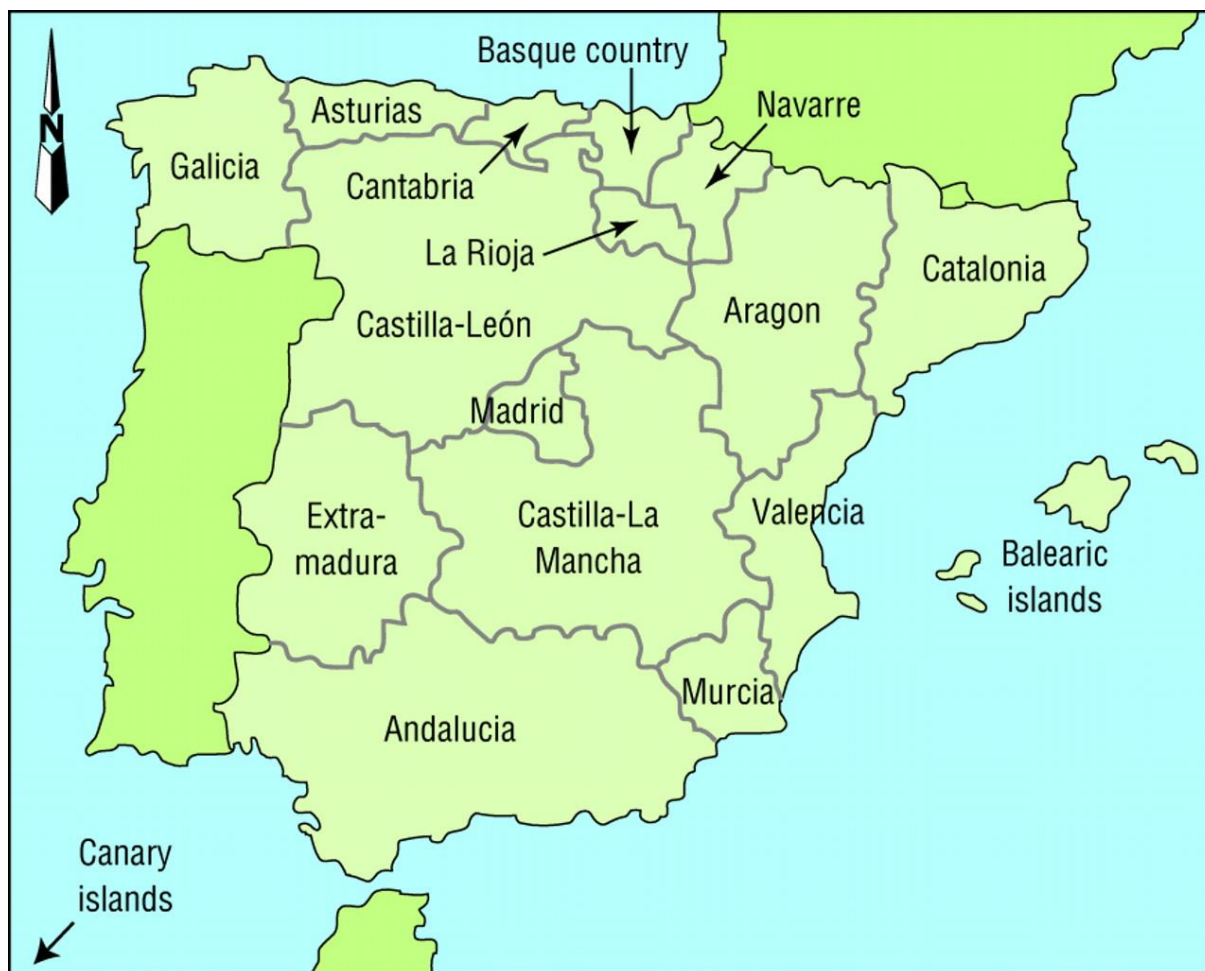 Basque country
N
Asturias
Navarre
Galicia
Cantabria
La Rioja
Catalonia
Castilla-León
Aragon
Madrid
Extra-
madura
Castilla-La
Mancha
Valencia
Balearic
islands
Murcia
Andalucia
Canary
islands